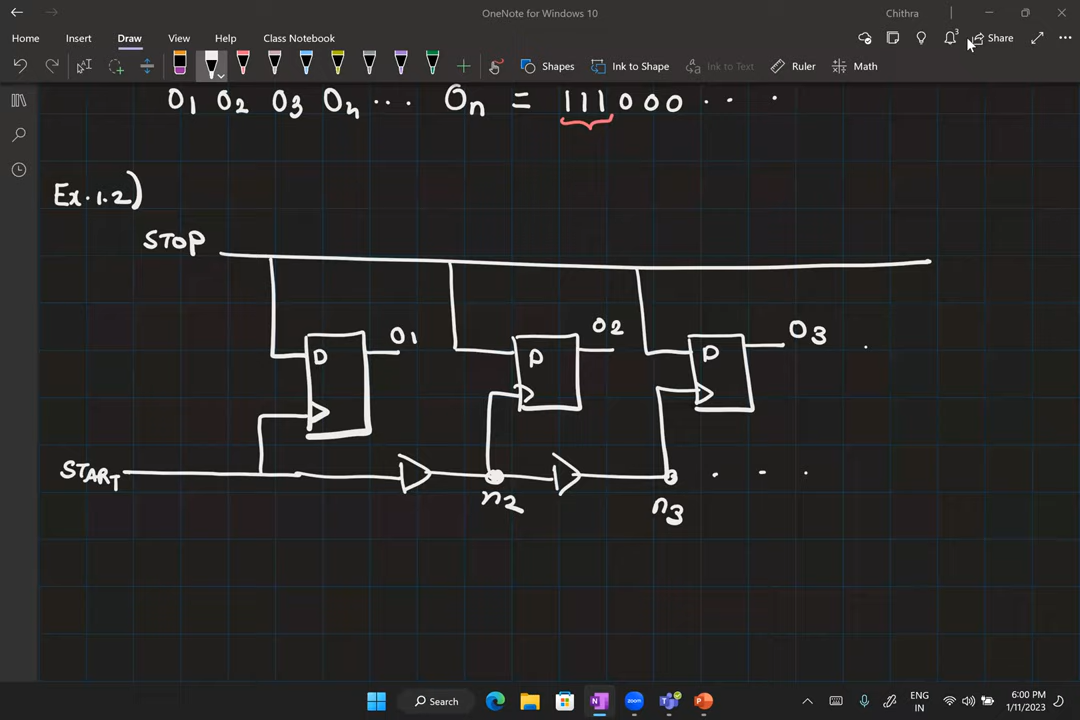 OneNote for Windows 10
Chithra
Home Insert Draw View Help Class Notebook
3
Share
Shapes Ink to Shape Ink to Text Ruler Math
O1 O2 O3 On ... On = 111000 ...
Ex.1.2)
STOP
D O1
D O2
D O3
START
n2
n3
...
Search
ENG
IN
6:00 PM
1/11/2023